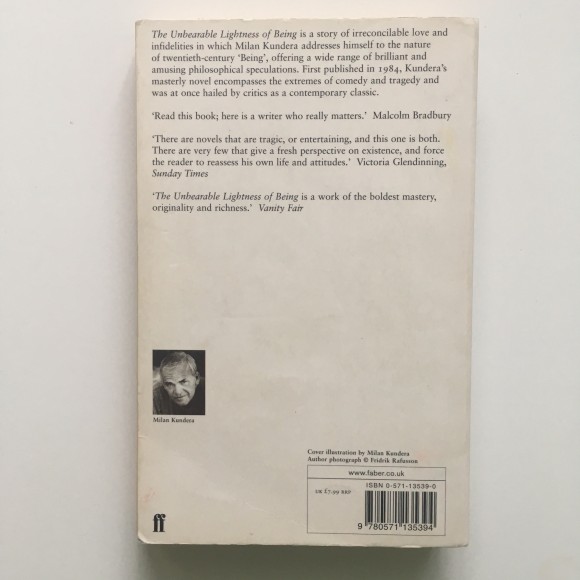 The Unbearable Lightness of Being is a story of irreconcilable love and
infidelities in which Milan Kundera addresses himself to the nature
of twentieth-century ‘Being’, offering a wide range of brilliant and
amusing philosophical speculations. First published in 1984, Kundera’s
masterly novel encompasses the extremes of comedy and tragedy and
was at once hailed by critics as a contemporary classic.
‘Read this book; here is a writer who really matters.’ Malcolm Bradbury
‘There are novels that are tragic, or entertaining, and this one is both.
There are very few that give a fresh perspective on existence, and force
the reader to reassess his own life and attitudes.’ Victoria Glendinning,
Sunday Times
‘The Unbearable Lightness of Being is a work of the boldest mastery,
originality and richness.’ Vanity Fair
Milan Kundera
Cover illustration by Milan Kundera
Author photograph © Fridrik Rafnsson
www.faber.co.uk
ISBN 0-571-13539-0
UK £7.99 RRP
9 780571 135394
ff